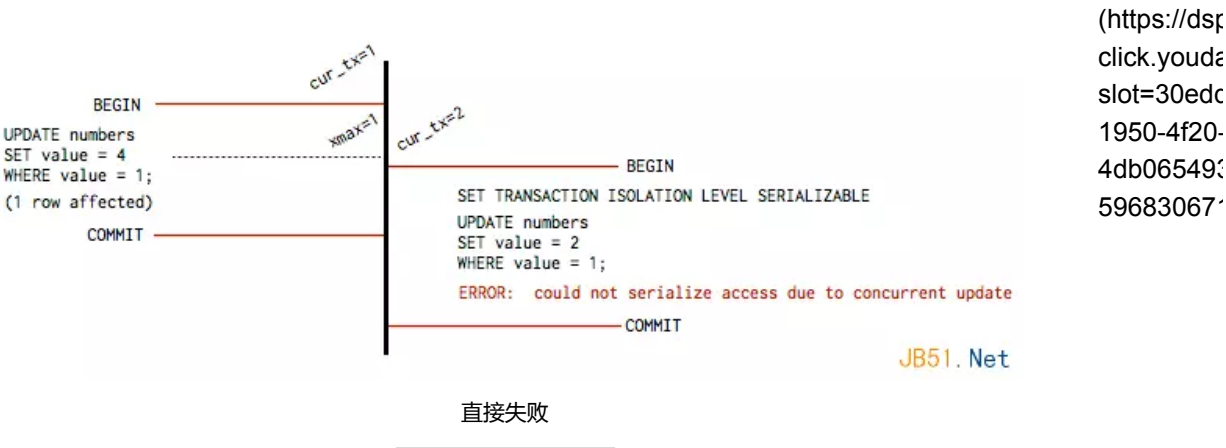 cur_tx=1
BEGIN
UPDATE numbers
SET value = 4
WHERE value = 1;
(1 row affected)
COMMIT
xmax=1
cur_tx=2
BEGIN
SET TRANSACTION ISOLATION LEVEL SERIALIZABLE
UPDATE numbers
SET value = 2
WHERE value = 1;
ERROR: could not serialize access due to concurrent update
COMMIT
JB51.Net
直接失败
(https://dsp
click.youda
slot=30edd
1950-4f20-
4db065493
596830671